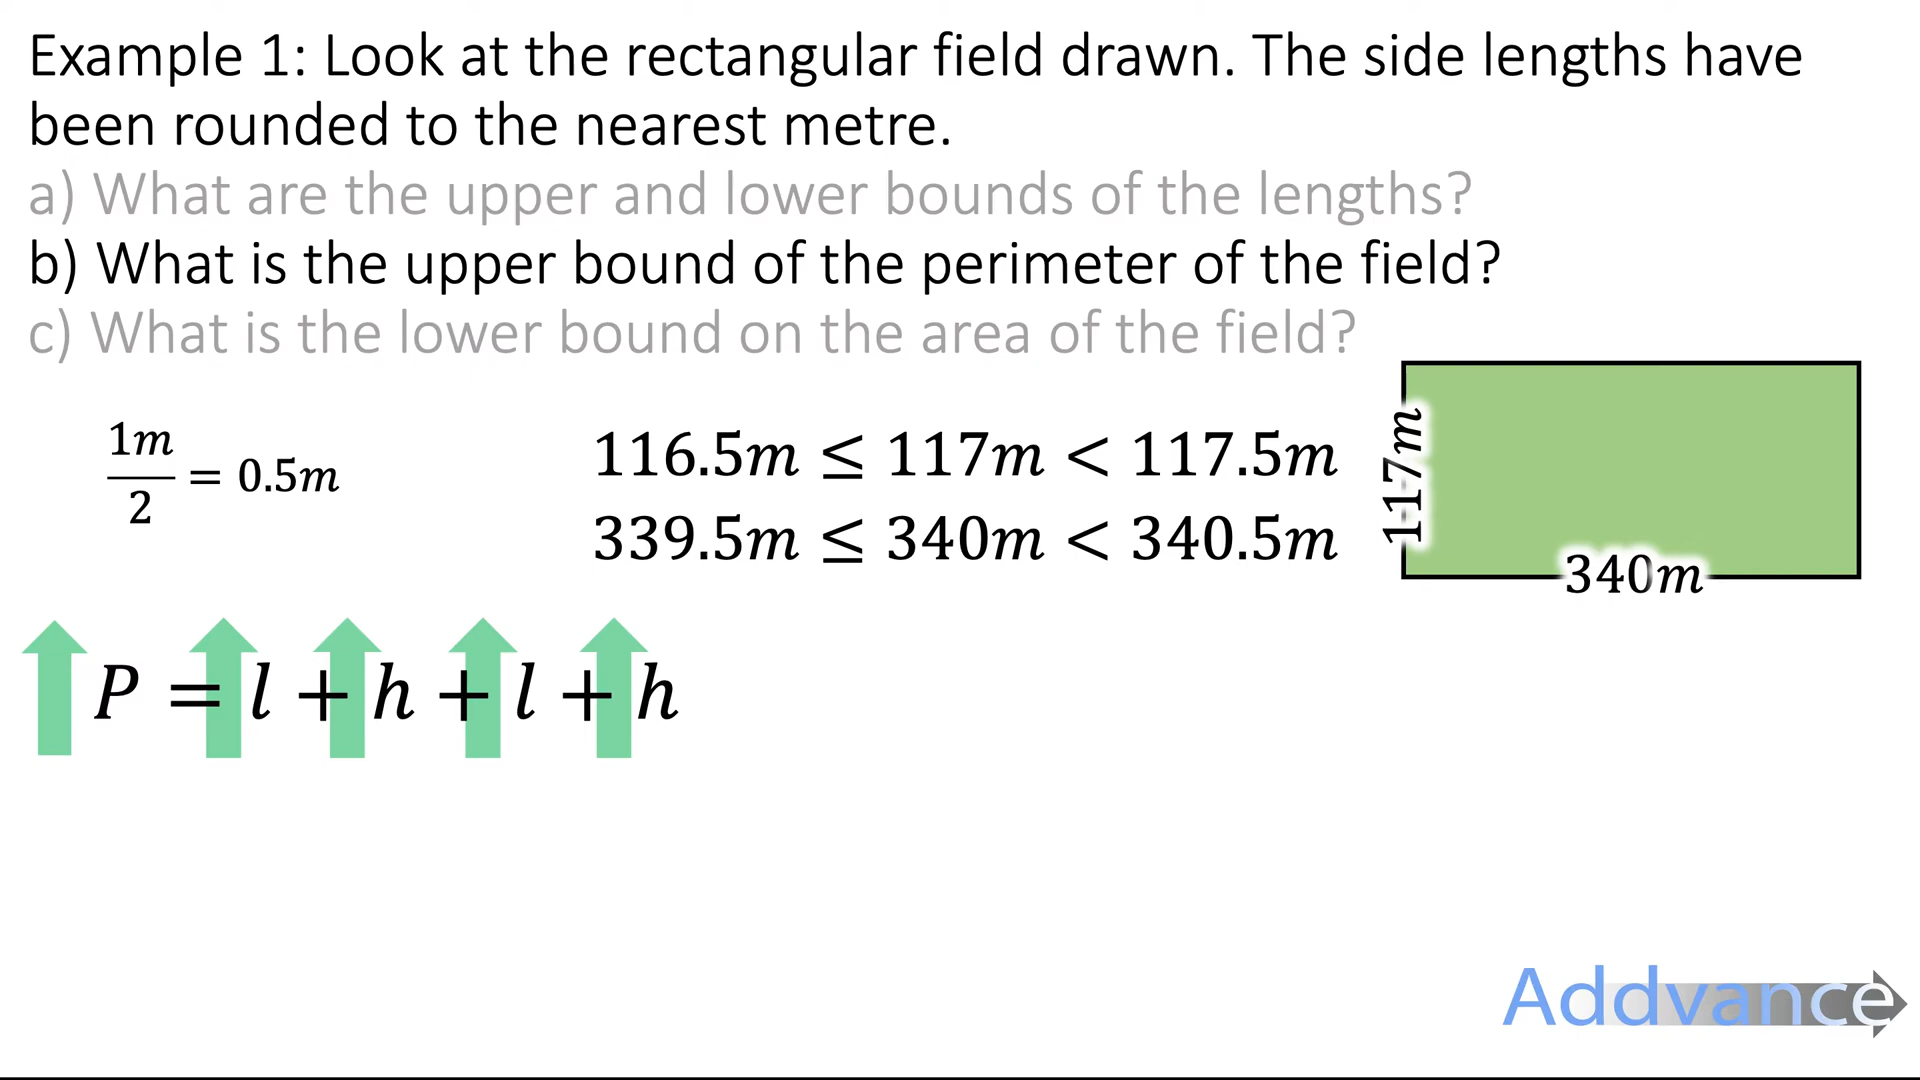 Example 1: Look at the rectangular field drawn. The side lengths have
been rounded to the nearest metre.
a) What are the upper and lower bounds of the lengths?
b) What is the upper bound of the perimeter of the field?
c) What is the lower bound on the area of the field?
1m/2 = 0.5m
116.5m ≤ 117m < 117.5m
339.5m ≤ 340m < 340.5m
117m
340m
P = l + h + l + h
Addvance